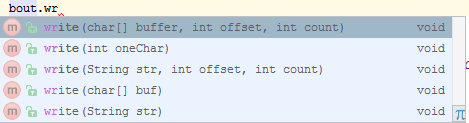 bout.wr
m write(char[] buffer, int offset, int count) void
m write(int oneChar) void
m write(String str, int offset, int count) void
m write(char[] buf) void
m write(String str) void
π